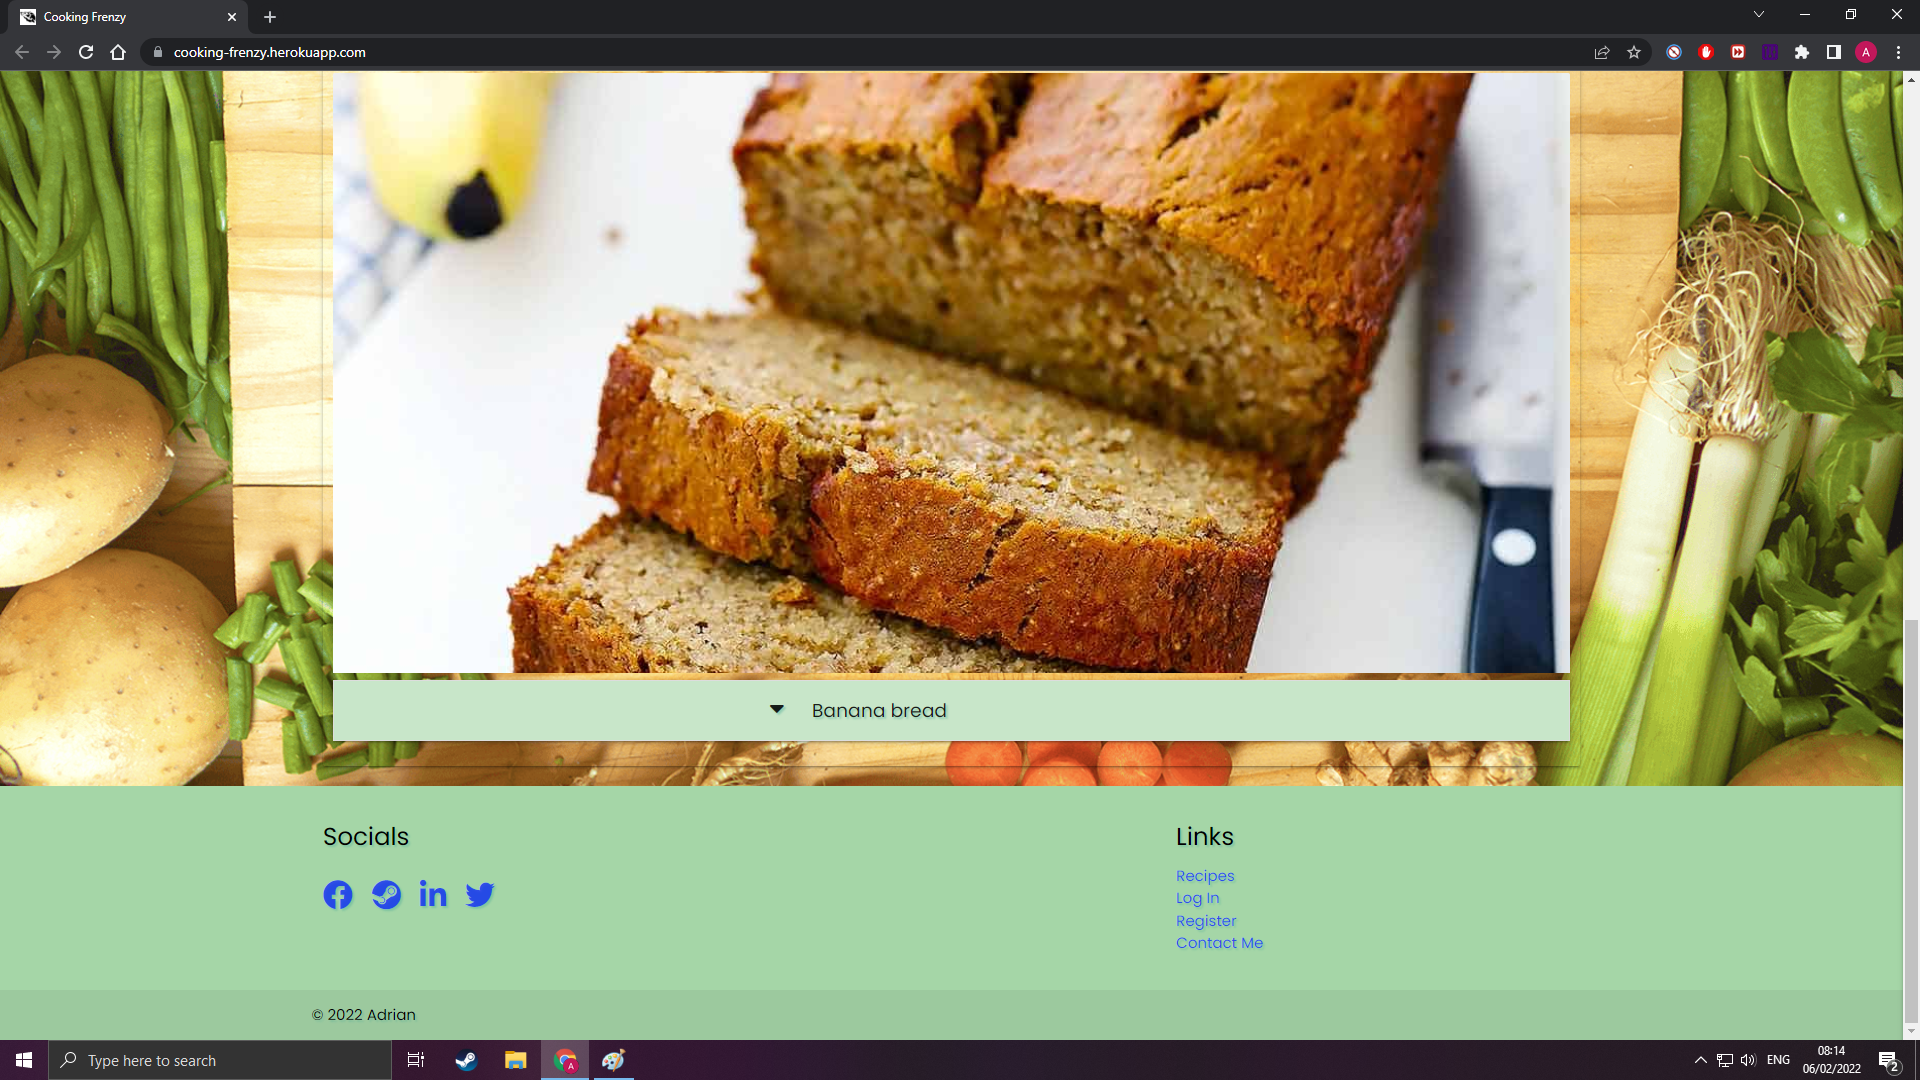 Cooking Frenzy
cooking-frenzy.herokuapp.com
A
Banana bread
Socials
Links
Recipes
Log In
Register
Contact Me
© 2022 Adrian
Type here to search
A
ENG
08:14
06/02/2022
2